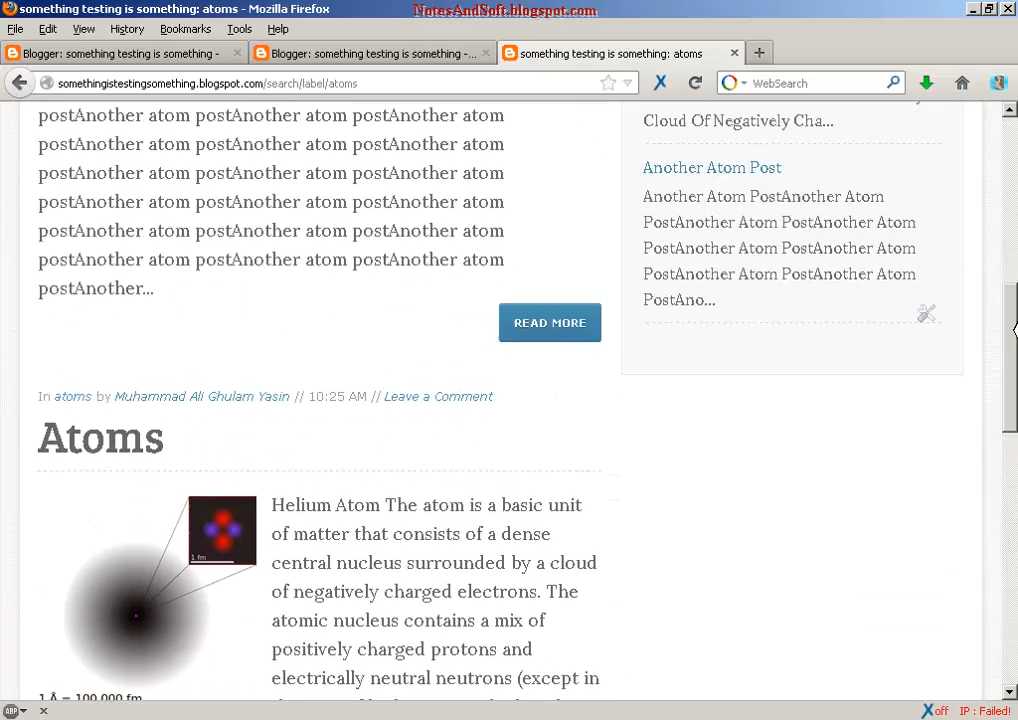 something testing is something: atoms - Mozilla Firefox
NotesAndSoft.blogspot.com
File Edit View History Bookmarks Tools Help
Blogger: something testing is something - 
Blogger: something testing is something -...
something testing is something: atoms
somethingistestingsomething.blogspot.com/search/label/atoms
WebSearch
postAnother atom postAnother atom postAnother atom
postAnother atom postAnother atom postAnother atom
postAnother atom postAnother atom postAnother atom
postAnother atom postAnother atom postAnother atom
postAnother atom postAnother atom postAnother atom
postAnother atom postAnother atom postAnother atom
postAnother...
READ MORE
In atoms by Muhammad Ali Ghulam Yasin // 10:25 AM // Leave a Comment
Atoms
1 fm
1 Å = 100,000 fm
Helium Atom The atom is a basic unit
of matter that consists of a dense
central nucleus surrounded by a cloud
of negatively charged electrons. The
atomic nucleus contains a mix of
positively charged protons and
electrically neutral neutrons (except in
Cloud Of Negatively Cha...
Another Atom Post
Another Atom PostAnother Atom
PostAnother Atom PostAnother Atom
PostAnother Atom PostAnother Atom
PostAnother Atom PostAnother Atom
PostAno...
ABP
off
IP : Failed!